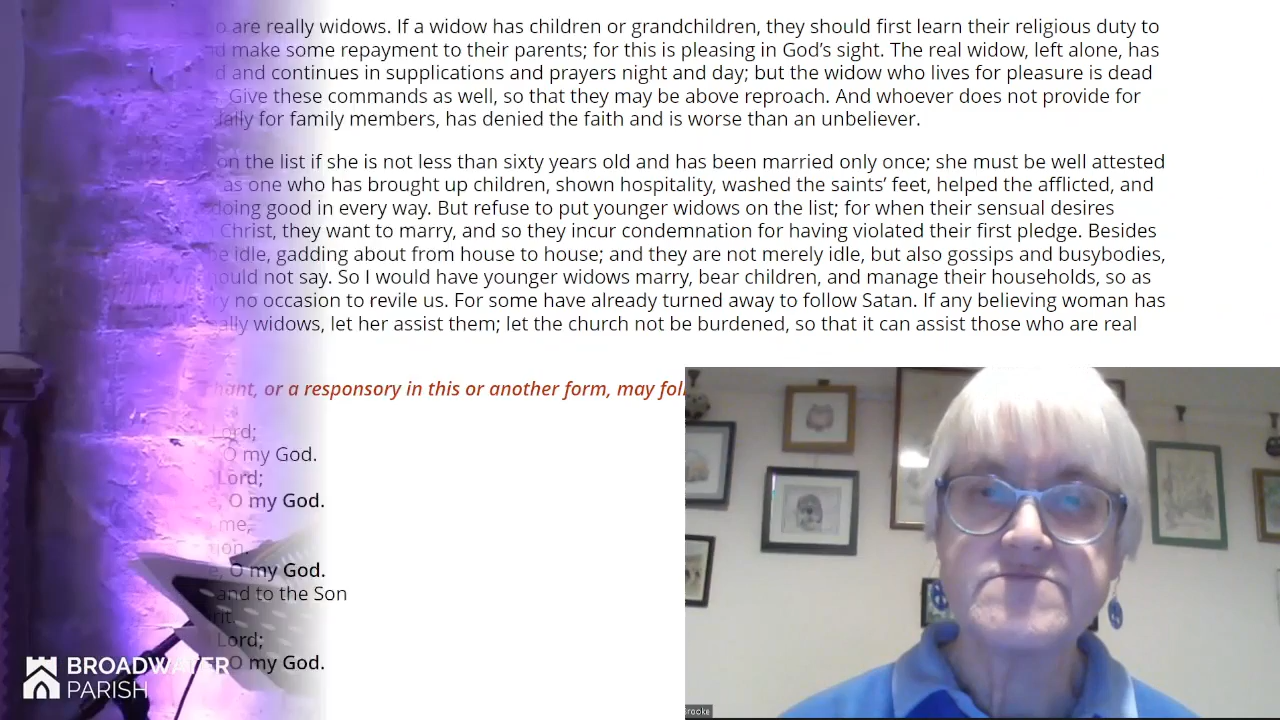 are really widows. If a widow has children or grandchildren, they should first learn their religious duty to
make some repayment to their parents; for this is pleasing in God’s sight. The real widow, left alone, has
and continues in supplications and prayers night and day; but the widow who lives for pleasure is dead
Give these commands as well, so that they may be above reproach. And whoever does not provide for
for family members, has denied the faith and is worse than an unbeliever.
on the list if she is not less than sixty years old and has been married only once; she must be well attested
as one who has brought up children, shown hospitality, washed the saints’ feet, helped the afflicted, and
doing good in every way. But refuse to put younger widows on the list; for when their sensual desires
Christ, they want to marry, and so they incur condemnation for having violated their first pledge. Besides
idle, gadding about from house to house; and they are not merely idle, but also gossips and busybodies,
should not say. So I would have younger widows marry, bear children, and manage their households, so as
no occasion to revile us. For some have already turned away to follow Satan. If any believing woman has
widows, let her assist them; let the church not be burdened, so that it can assist those who are real
or a responsory in this or another form, may
Lord;
O my God.
Lord;
O my God.
me,
O my God.
and to the Son
Lord;
O my God.
BROADWATER
PARISH